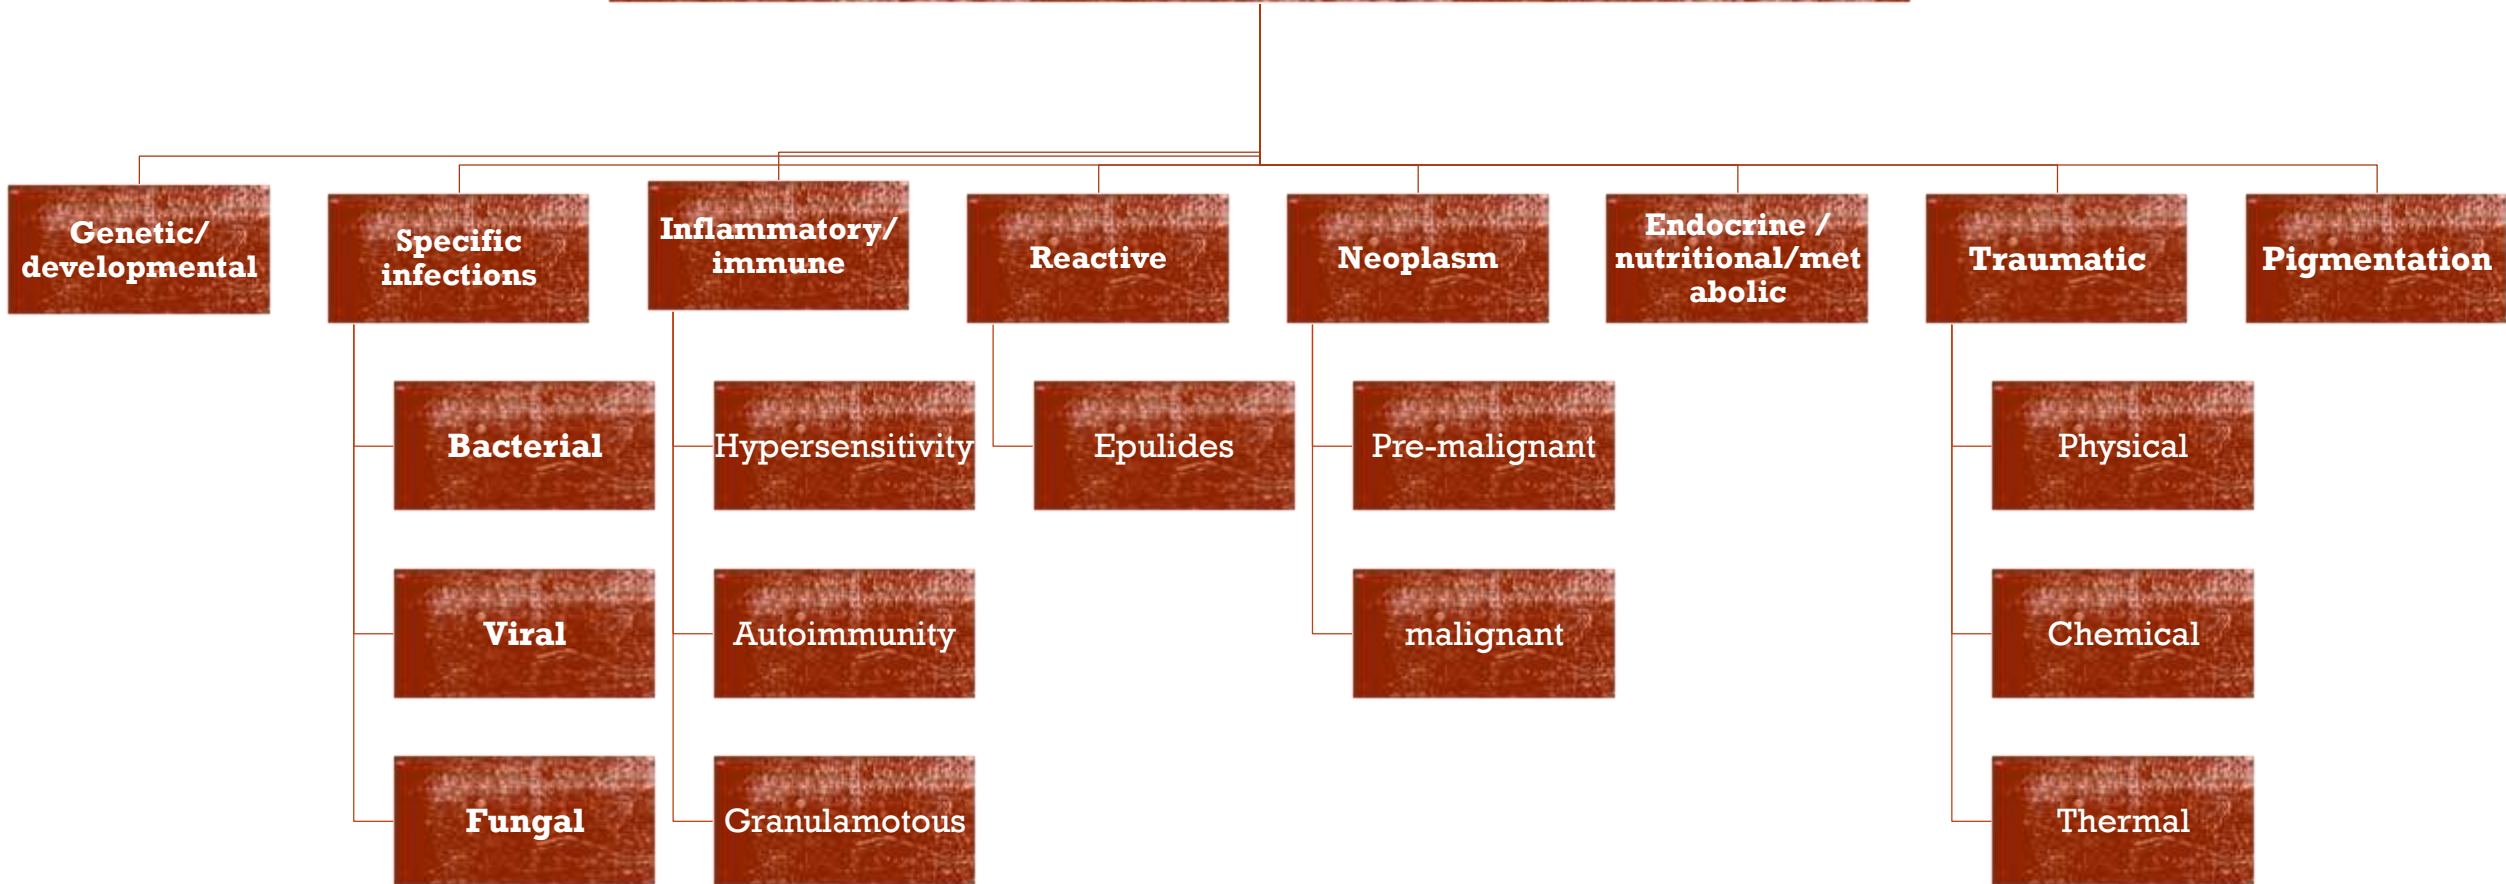 Genetic/
developmental
Specific
infections
Inflammatory/
immune
Reactive
Neoplasm
Endocrine /
nutritional/met
abolic
Traumatic
Pigmentation
Bacterial
Hypersensitivity
Epulides
Pre-malignant
Physical
Viral
Autoimmunity
malignant
Chemical
Fungal
Granulamotous
Thermal